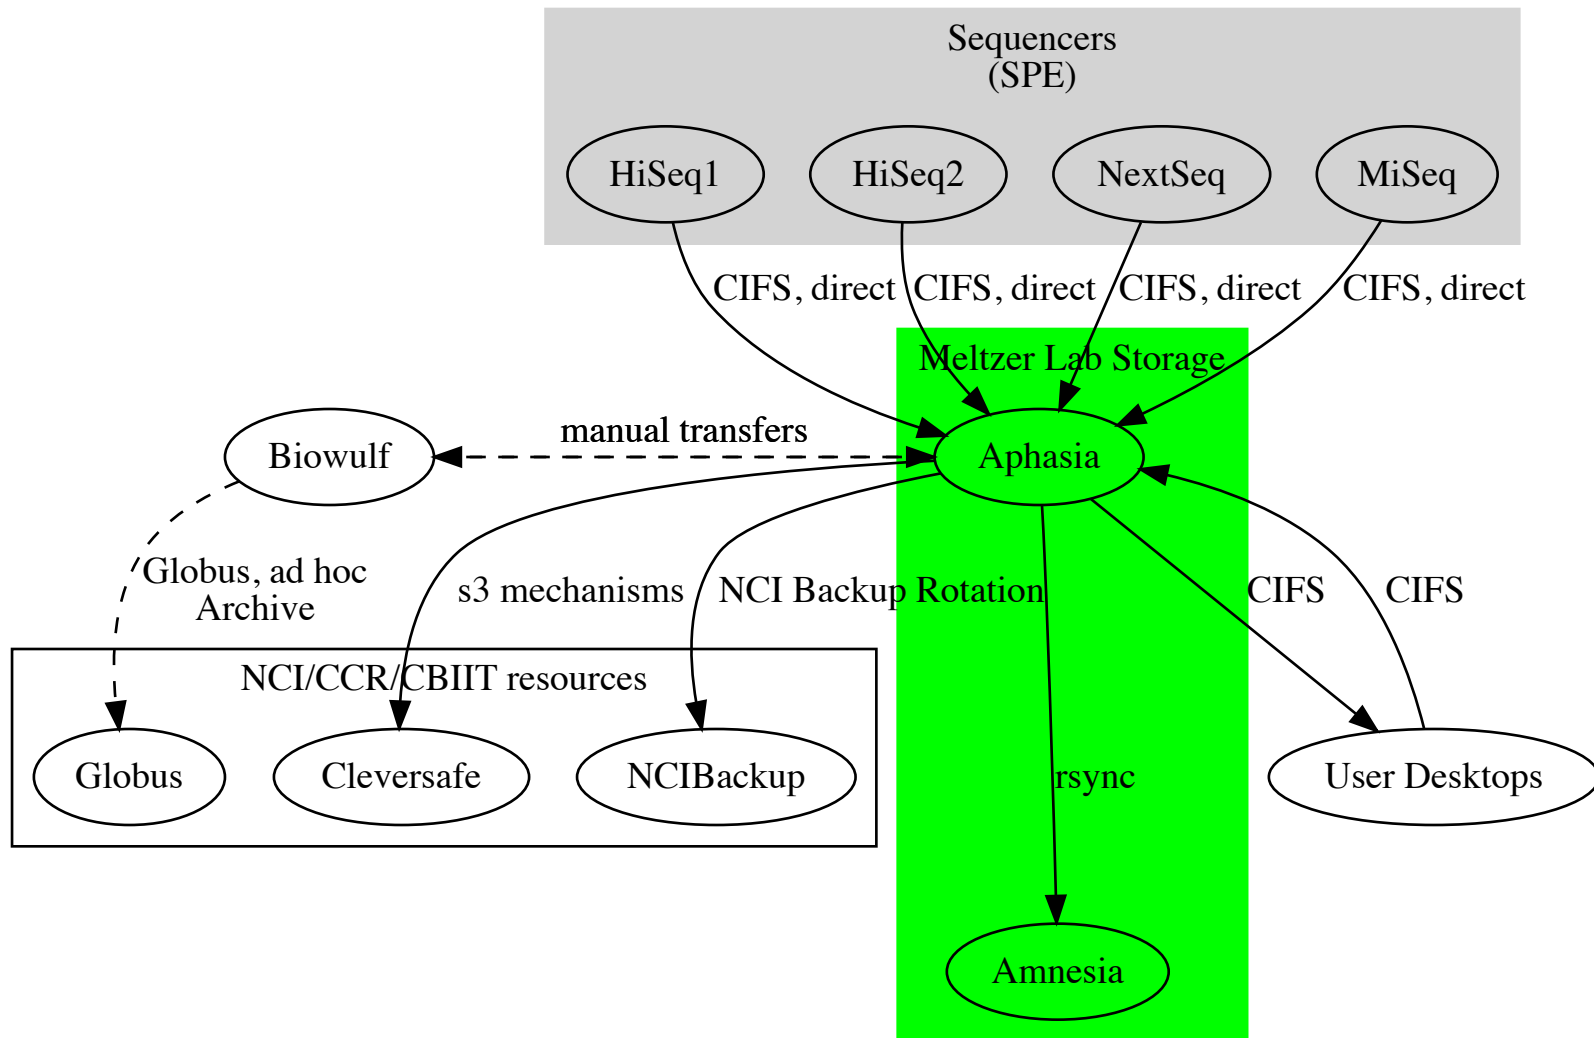 Sequencers
(SPE)
HiSeq1
HiSeq2
NextSeq
MiSeq
CIFS, direct
CIFS, direct
CIFS, direct
CIFS, direct
Meltzer Lab Storage
manual transfers
Biowulf
Aphasia
Globus, ad hoc
Archive
s3 mechanisms
NCI Backup Rotation
CIFS
CIFS
NCI/CCR/CBIIT resources
Globus
Cleversafe
NCIBackup
rsync
User Desktops
Amnesia